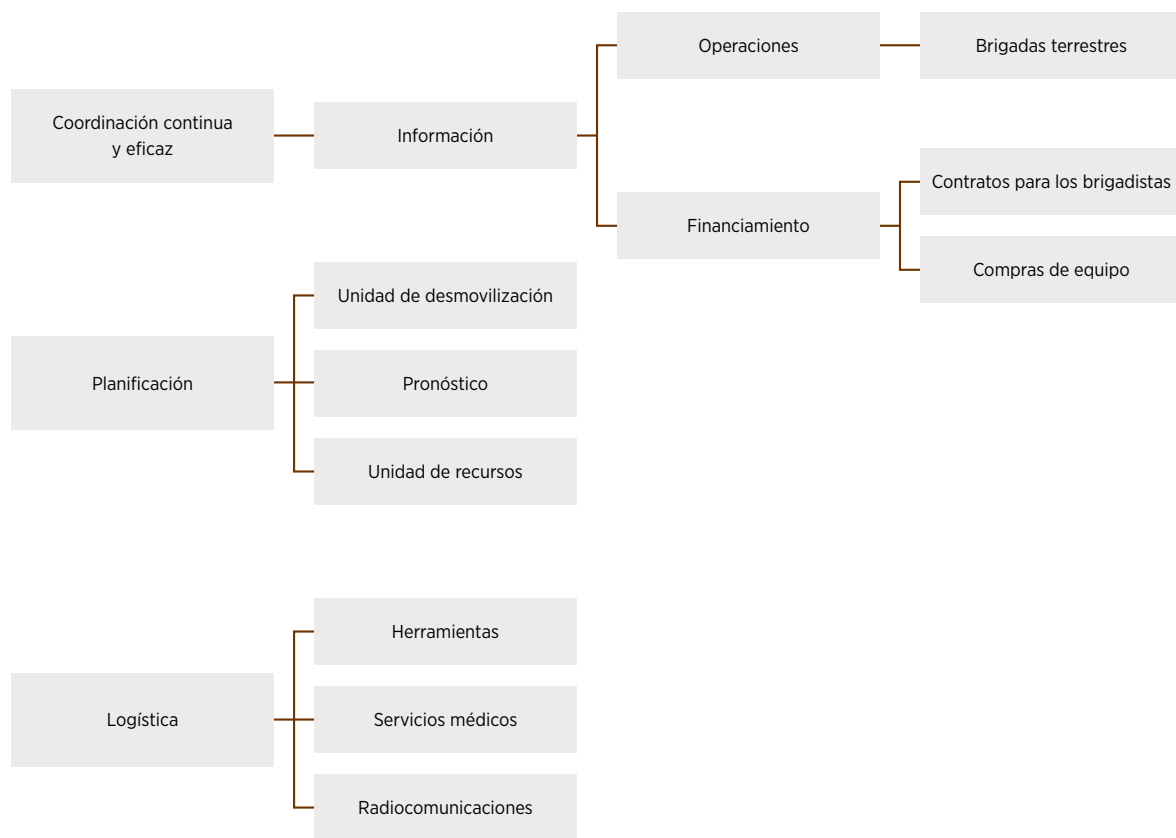 Coordinación continua
y eficaz
Información
Operaciones
Brigadas terrestres
Financiamiento
Contratos para los brigadistas
Compras de equipo
Planificación
Unidad de desmovilización
Pronóstico
Unidad de recursos
Logística
Herramientas
Servicios médicos
Radiocomunicaciones